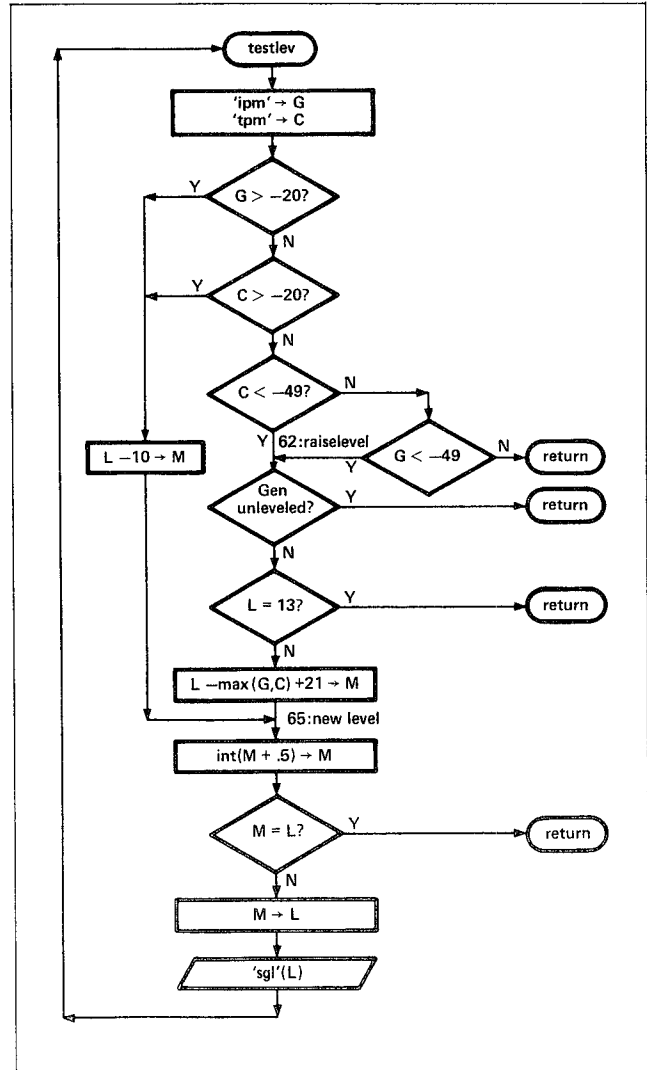 testlev
'ipm' → G
'tpm' → C
Y
G > −20?
N
Y
C > −20?
N
C < −49?
N
Y
62:raiselevel
G < −49
N
return
Y
L −10 → M
Gen
unleveled?
Y
return
N
L = 13?
Y
return
N
L −max(G,C) +21 → M
65:new level
int(M + .5) → M
M = L?
Y
return
N
M → L
'sgl'(L)